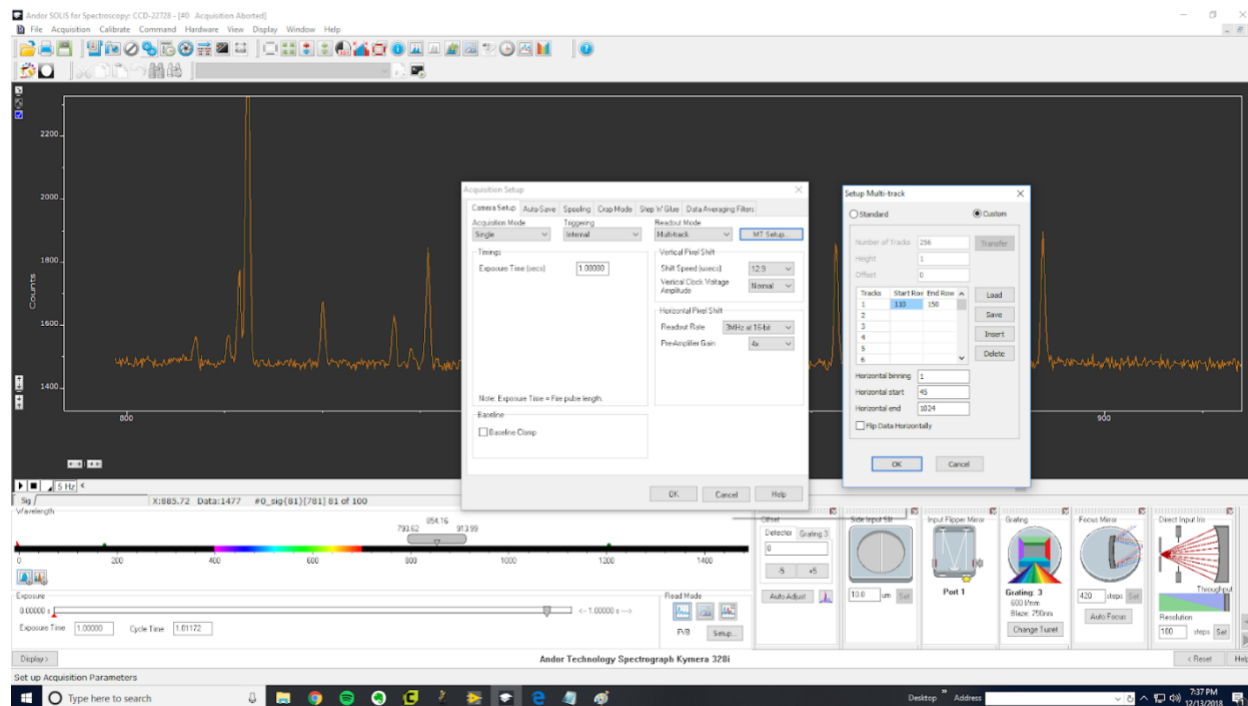 Andor SOLIS for Spectroscopy: CCD-22728 - [#0 Acquisition Aborted]
File Acquisition Calibrate Command Hardware View Display Window Help
2200
2000
1800
1600
1400
Counts
800
900
Acquisition Setup
Camera Setup Auto-Save Spooling Crop Mode Step 'n' Glue Data Averaging Filters
Acquisition Mode Triggering Readout Mode
Single Internal Multi-track MT Setup...
Timings
Exposure Time (secs) 1.00000
Note: Exposure Time = Fire pulse length.
Baseline
Baseline Clamp
Vertical Pixel Shift
Shift Speed (usecs) 12.9
Vertical Clock Voltage
Amplitude Normal
Horizontal Pixel Shift
Readout Rate 3MHz at 16-bit
Pre-Amplifier Gain 4x
OK Cancel Help
Setup Multi-track
Standard Custom
Number of Tracks 256 Transfer
Height 1
Offset 0
Tracks Start Row End Row
1 110 150
2
3
4
5
6
Load
Save
Insert
Delete
Horizontal binning 1
Horizontal start 45
Horizontal end 1024
Flip Data Horizontally
OK Cancel
5 Hz
Sig X:885.72 Data:1477 #0_sig{81}[781] 81 of 100
Wavelength
854.16
793.62 913.99
0 200 400 600 800 1000 1200 1400
Exposure
0.00000 s <- 1.00000 s ->
Exposure Time 1.00000 Cycle Time 1.01172
Read Mode
FVB Setup...
Offset
Detector Grating 3
0
-5 +5
Auto Adjust
Side Input Slit
10.0 um Set
Input Flipper Mirror
Port 1
Grating
Grating: 3
600 l/mm
Blaze: 750nm
Change Turret
Focus Mirror
420 steps Set
Auto Focus
Direct Input Iris
Throughput
Resolution
100 steps Set
Display> Andor Technology Spectrograph Kymera 328i < Reset Help
Set up Acquisition Parameters
Type here to search
Desktop Address
7:37 PM
12/13/2018